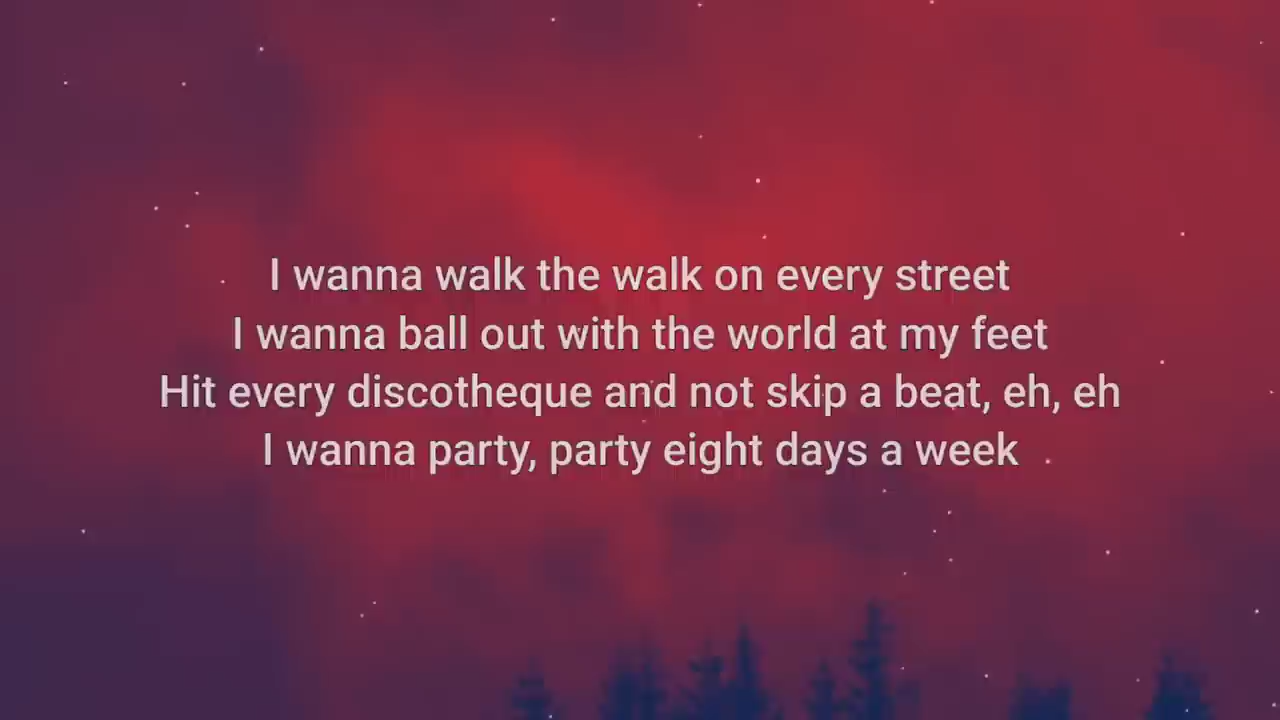 I wanna walk the walk on every street
I wanna ball out with the world at my feet
Hit every discotheque and not skip a beat, eh, eh
I wanna party, party eight days a week